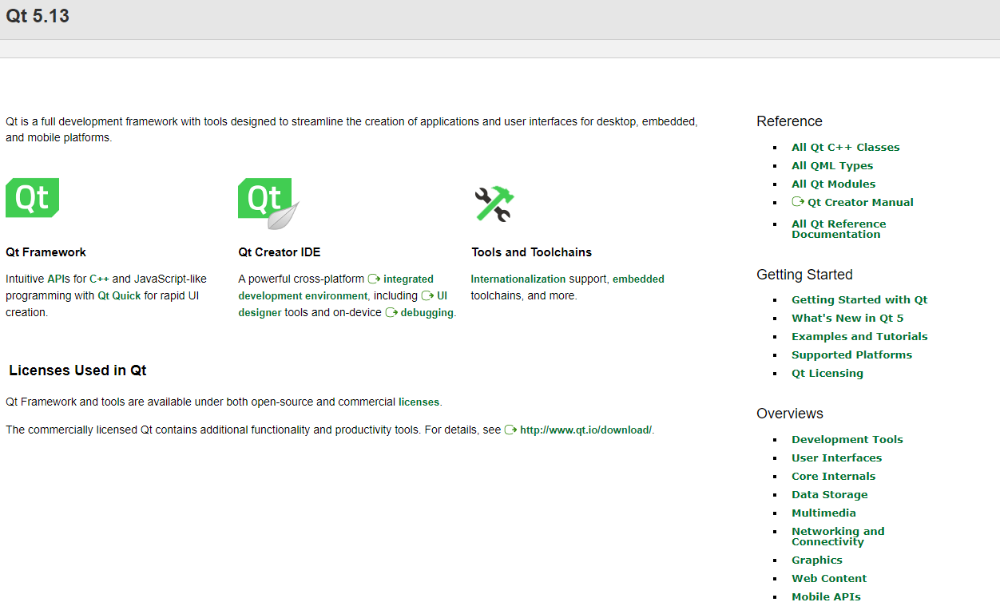 Qt 5.13
Qt is a full development framework with tools designed to streamline the creation of applications and user interfaces for desktop, embedded,
and mobile platforms.
Qt
Qt Framework
Intuitive APIs for C++ and JavaScript-like
programming with Qt Quick for rapid UI
creation.
Qt
Qt Creator IDE
A powerful cross-platform integrated
development environment, including UI
designer tools and on-device debugging.
Tools and Toolchains
Internationalization support, embedded
toolchains, and more.
Licenses Used in Qt
Qt Framework and tools are available under both open-source and commercial licenses.
The commercially licensed Qt contains additional functionality and productivity tools. For details, see http://www.qt.io/download/.
Reference
All Qt C++ Classes
All QML Types
All Qt Modules
Qt Creator Manual
All Qt Reference
Documentation
Getting Started
Getting Started with Qt
What's New in Qt 5
Examples and Tutorials
Supported Platforms
Qt Licensing
Overviews
Development Tools
User Interfaces
Core Internals
Data Storage
Multimedia
Networking and
Connectivity
Graphics
Web Content
Mobile APIs